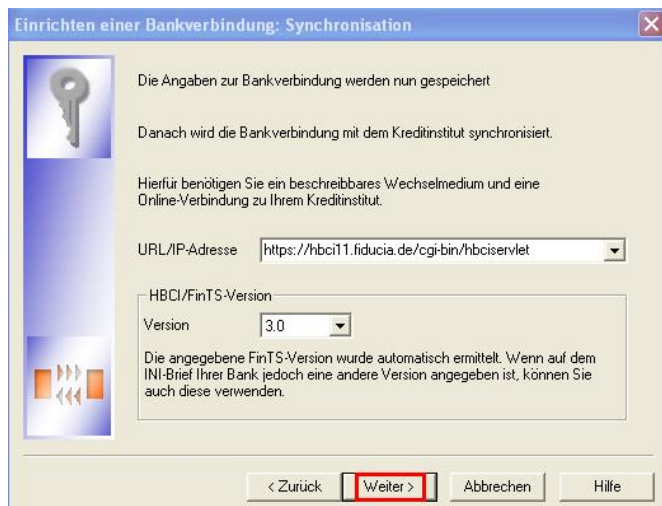 Einrichten einer Bankverbindung: Synchronisation
Die Angaben zur Bankverbindung werden nun gespeichert
Danach wird die Bankverbindung mit dem Kreditinstitut synchronisiert.
Hierfür benötigen Sie ein beschreibbares Wechselmedium und eine
Online-Verbindung zu Ihrem Kreditinstitut.
URL/IP-Adresse https://hbci11.fiducia.de/cgi-bin/hbciservlet
HBCI/FinTS-Version
Version 3.0
Die angegebene FinTS-Version wurde automatisch ermittelt. Wenn auf dem
INI-Brief Ihrer Bank jedoch eine andere Version angegeben ist, können Sie
auch diese verwenden.
< Zurück Weiter > Abbrechen Hilfe